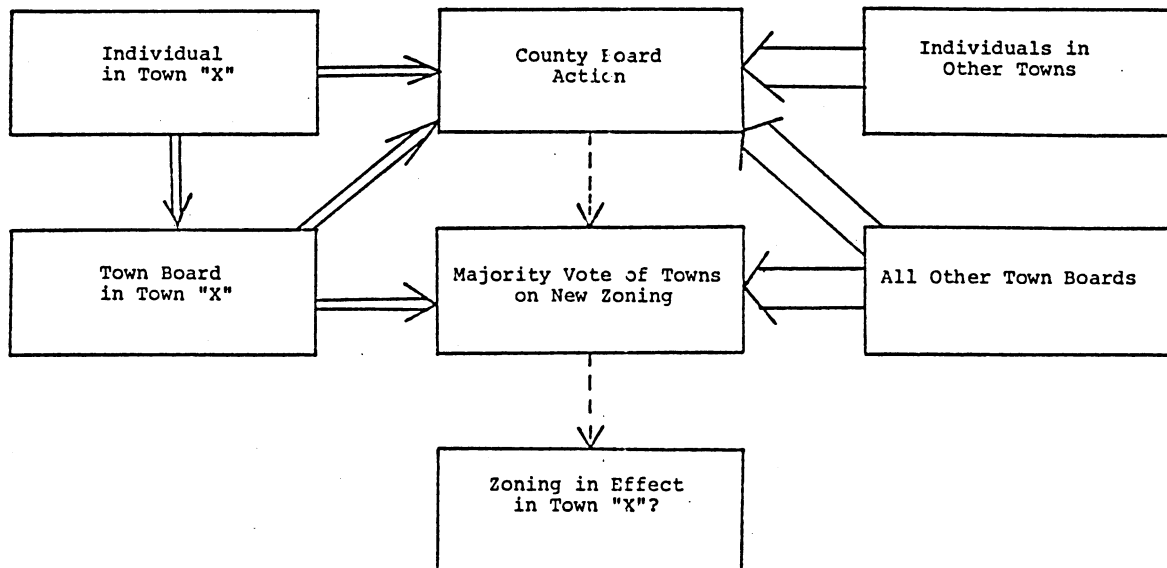 Individual
in Town "X"
County Board
Action
Individuals in
Other Towns
Town Board
in Town "X"
Majority Vote of Towns
on New Zoning
All Other Town Boards
Zoning in Effect
in Town "X"?